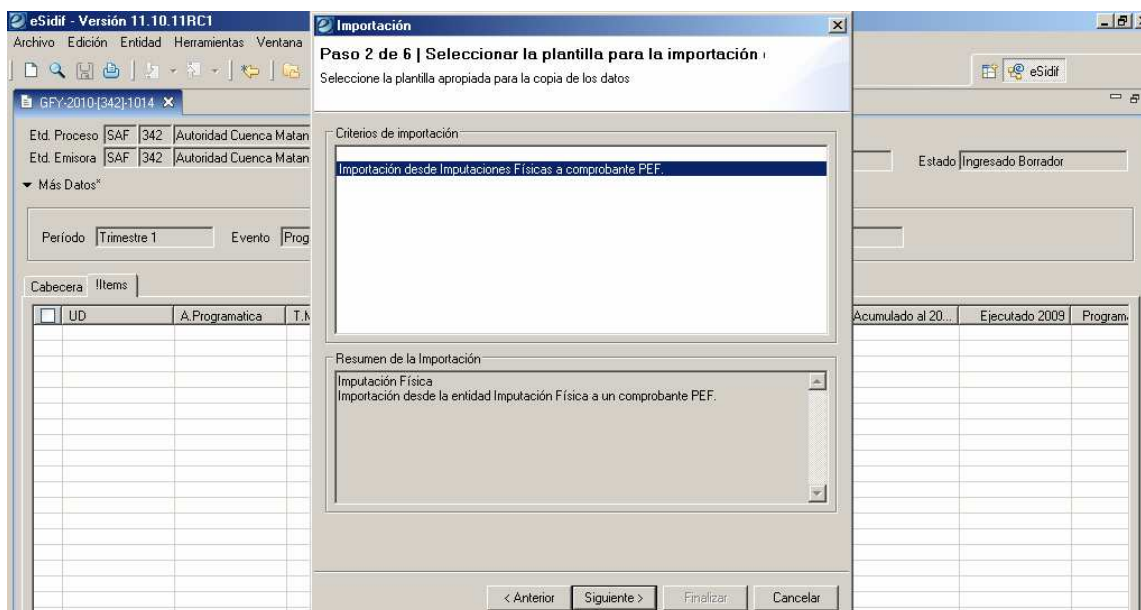 eSidif - Versión 11.10.11RC1
Archivo Edición Entidad Herramientas Ventana
eSidif
GFY-2010-[342]-1014
Etd. Proceso SAF 342 Autoridad Cuenca Matan
Etd. Emisora SAF 342 Autoridad Cuenca Matan
Estado Ingresado Borrador
Más Datos*
Período Trimestre 1 Evento Prog
Cabecera !Items
UD A.Programatica T.M Acumulado al 20... Ejecutado 2009 Program
Importación
Paso 2 de 6 | Seleccionar la plantilla para la importación
Seleccione la plantilla apropiada para la copia de los datos
Criterios de importación
Importación desde Imputaciones Físicas a comprobante PEF.
Resumen de la Importación
Imputación Física
Importación desde la entidad Imputación Física a un comprobante PEF.
< Anterior Siguiente > Finalizar Cancelar